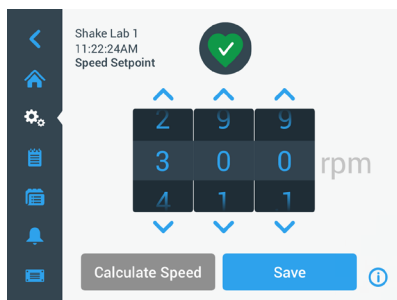 Shake Lab 1
11:22:24AM
Speed Setpoint
2 9 9
3 0 0 rpm
4 1 1
Calculate Speed Save